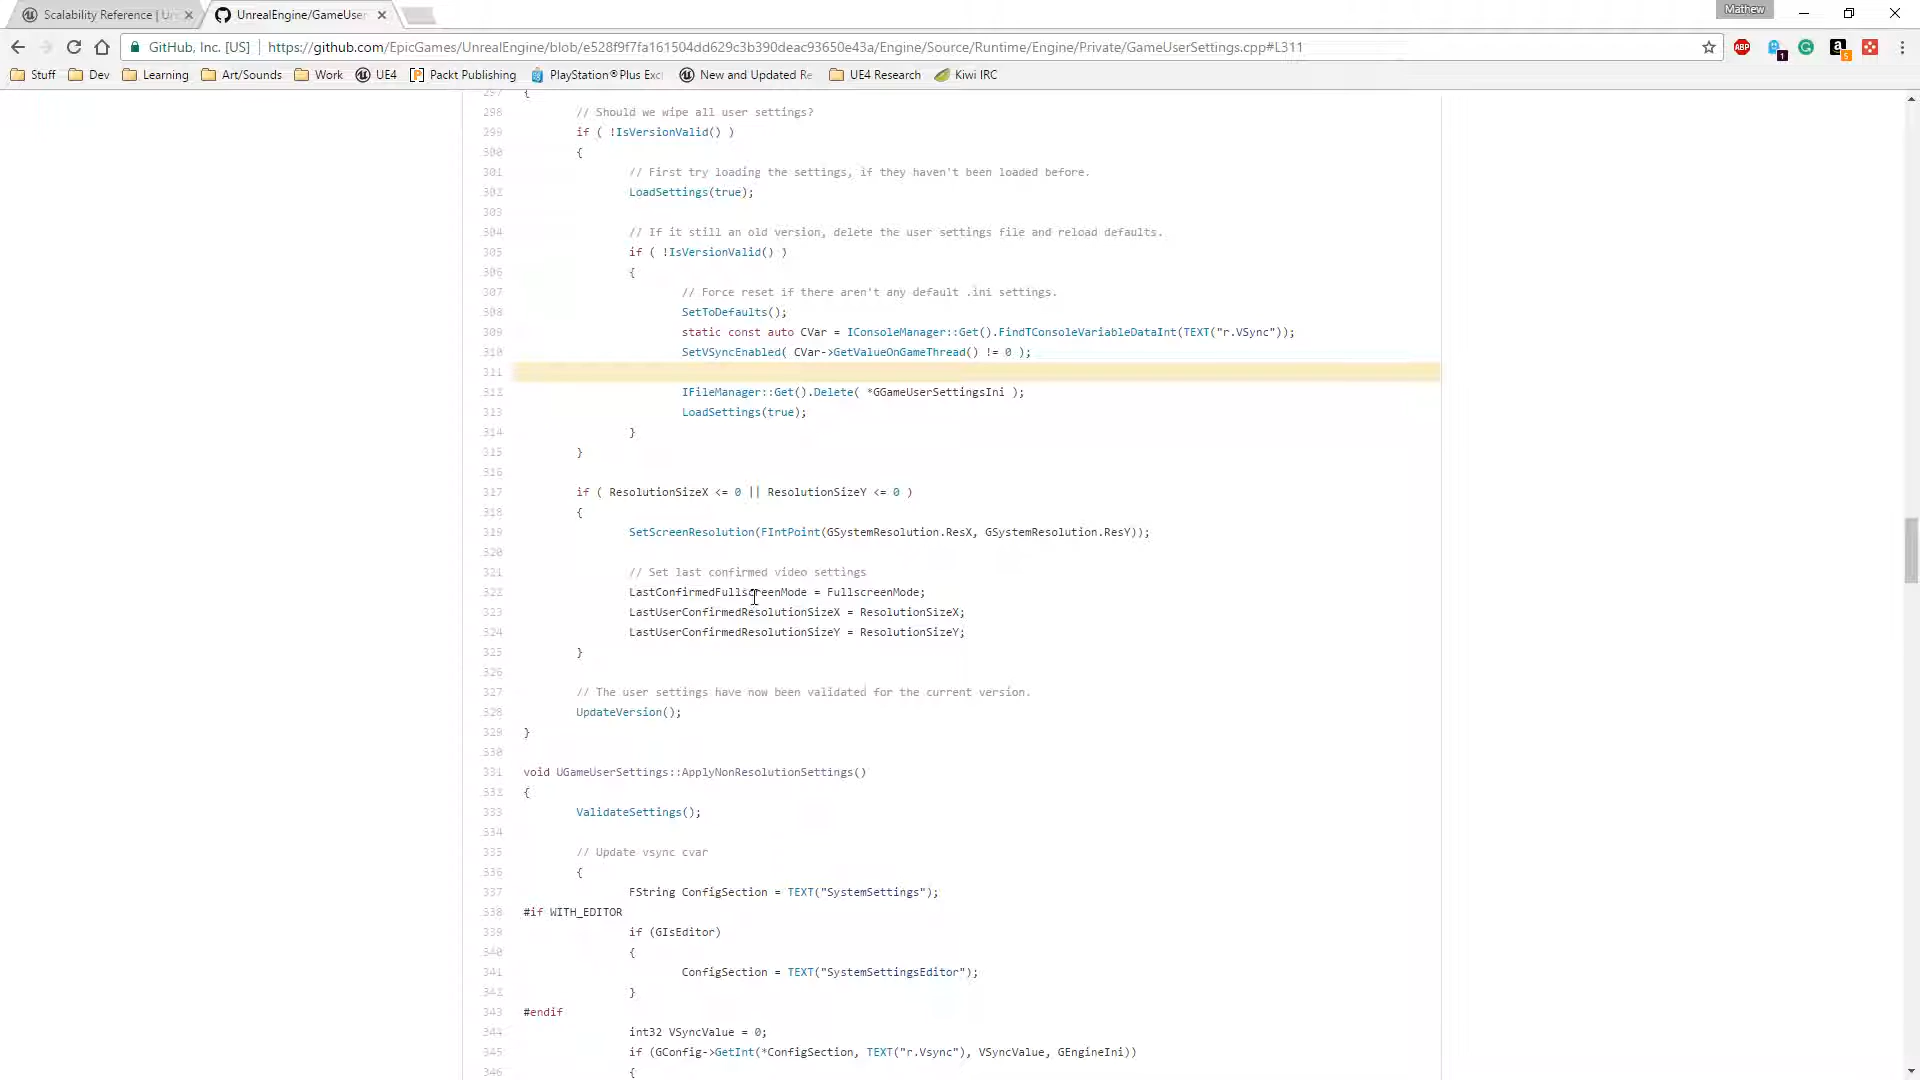 Scalability Reference | Un
UnrealEngine/GameUser
Mathew
GitHub, Inc. [US]
https://github.com/EpicGames/UnrealEngine/blob/e528f9f7fa161504dd629c3b390deac93650e43a/Engine/Source/Runtime/Engine/Private/GameUserSettings.cpp#L311
ABP
1
5
Stuff Dev Learning Art/Sounds Work UE4 Packt Publishing PlayStation®Plus Exc New and Updated Re UE4 Research Kiwi IRC
297 {
298 // Should we wipe all user settings?
299 if ( !IsVersionValid() )
300 {
301 // First try loading the settings, if they haven't been loaded before.
302 LoadSettings(true);
303
304 // If it still an old version, delete the user settings file and reload defaults.
305 if ( !IsVersionValid() )
306 {
307 // Force reset if there aren't any default .ini settings.
308 SetToDefaults();
309 static const auto CVar = IConsoleManager::Get().FindTConsoleVariableDataInt(TEXT("r.VSync"));
310 SetVSyncEnabled( CVar->GetValueOnGameThread() != 0 );
311
312 IFileManager::Get().Delete( *GGameUserSettingsIni );
313 LoadSettings(true);
314 }
315 }
316
317 if ( ResolutionSizeX <= 0 || ResolutionSizeY <= 0 )
318 {
319 SetScreenResolution(FIntPoint(GSystemResolution.ResX, GSystemResolution.ResY));
320
321 // Set last confirmed video settings
322 LastConfirmedFullscreenMode = FullscreenMode;
323 LastUserConfirmedResolutionSizeX = ResolutionSizeX;
324 LastUserConfirmedResolutionSizeY = ResolutionSizeY;
325 }
326
327 // The user settings have now been validated for the current version.
328 UpdateVersion();
329 }
330
331 void UGameUserSettings::ApplyNonResolutionSettings()
332 {
333 ValidateSettings();
334
335 // Update vsync cvar
336 {
337 FString ConfigSection = TEXT("SystemSettings");
338 #if WITH_EDITOR
339 if (GIsEditor)
340 {
341 ConfigSection = TEXT("SystemSettingsEditor");
342 }
343 #endif
344 int32 VSyncValue = 0;
345 if (GConfig->GetInt(*ConfigSection, TEXT("r.Vsync"), VSyncValue, GEngineIni))
346 {